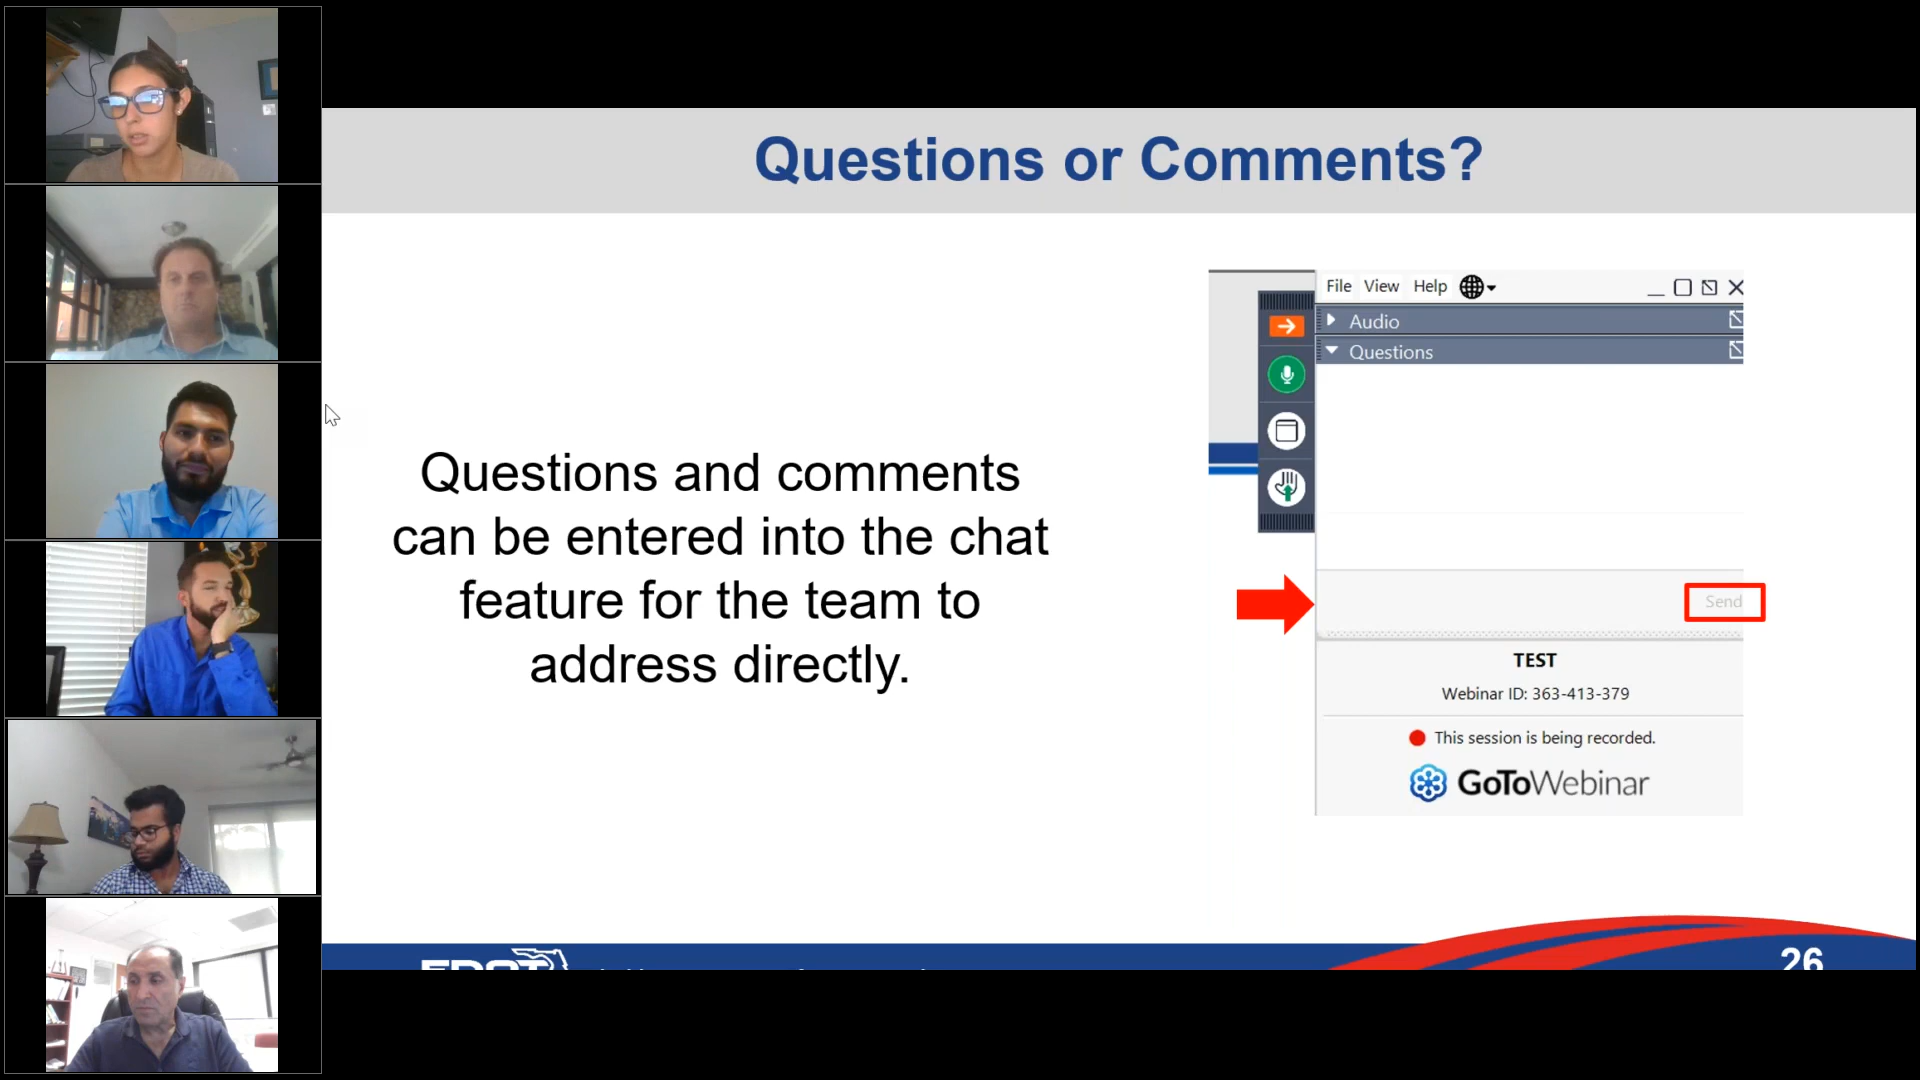 Questions or Comments?
Questions and comments
can be entered into the chat
feature for the team to
address directly.
File View Help
Audio
Questions
Send
TEST
Webinar ID: 363-413-379
This session is being recorded.
GoToWebinar
FDOT
26